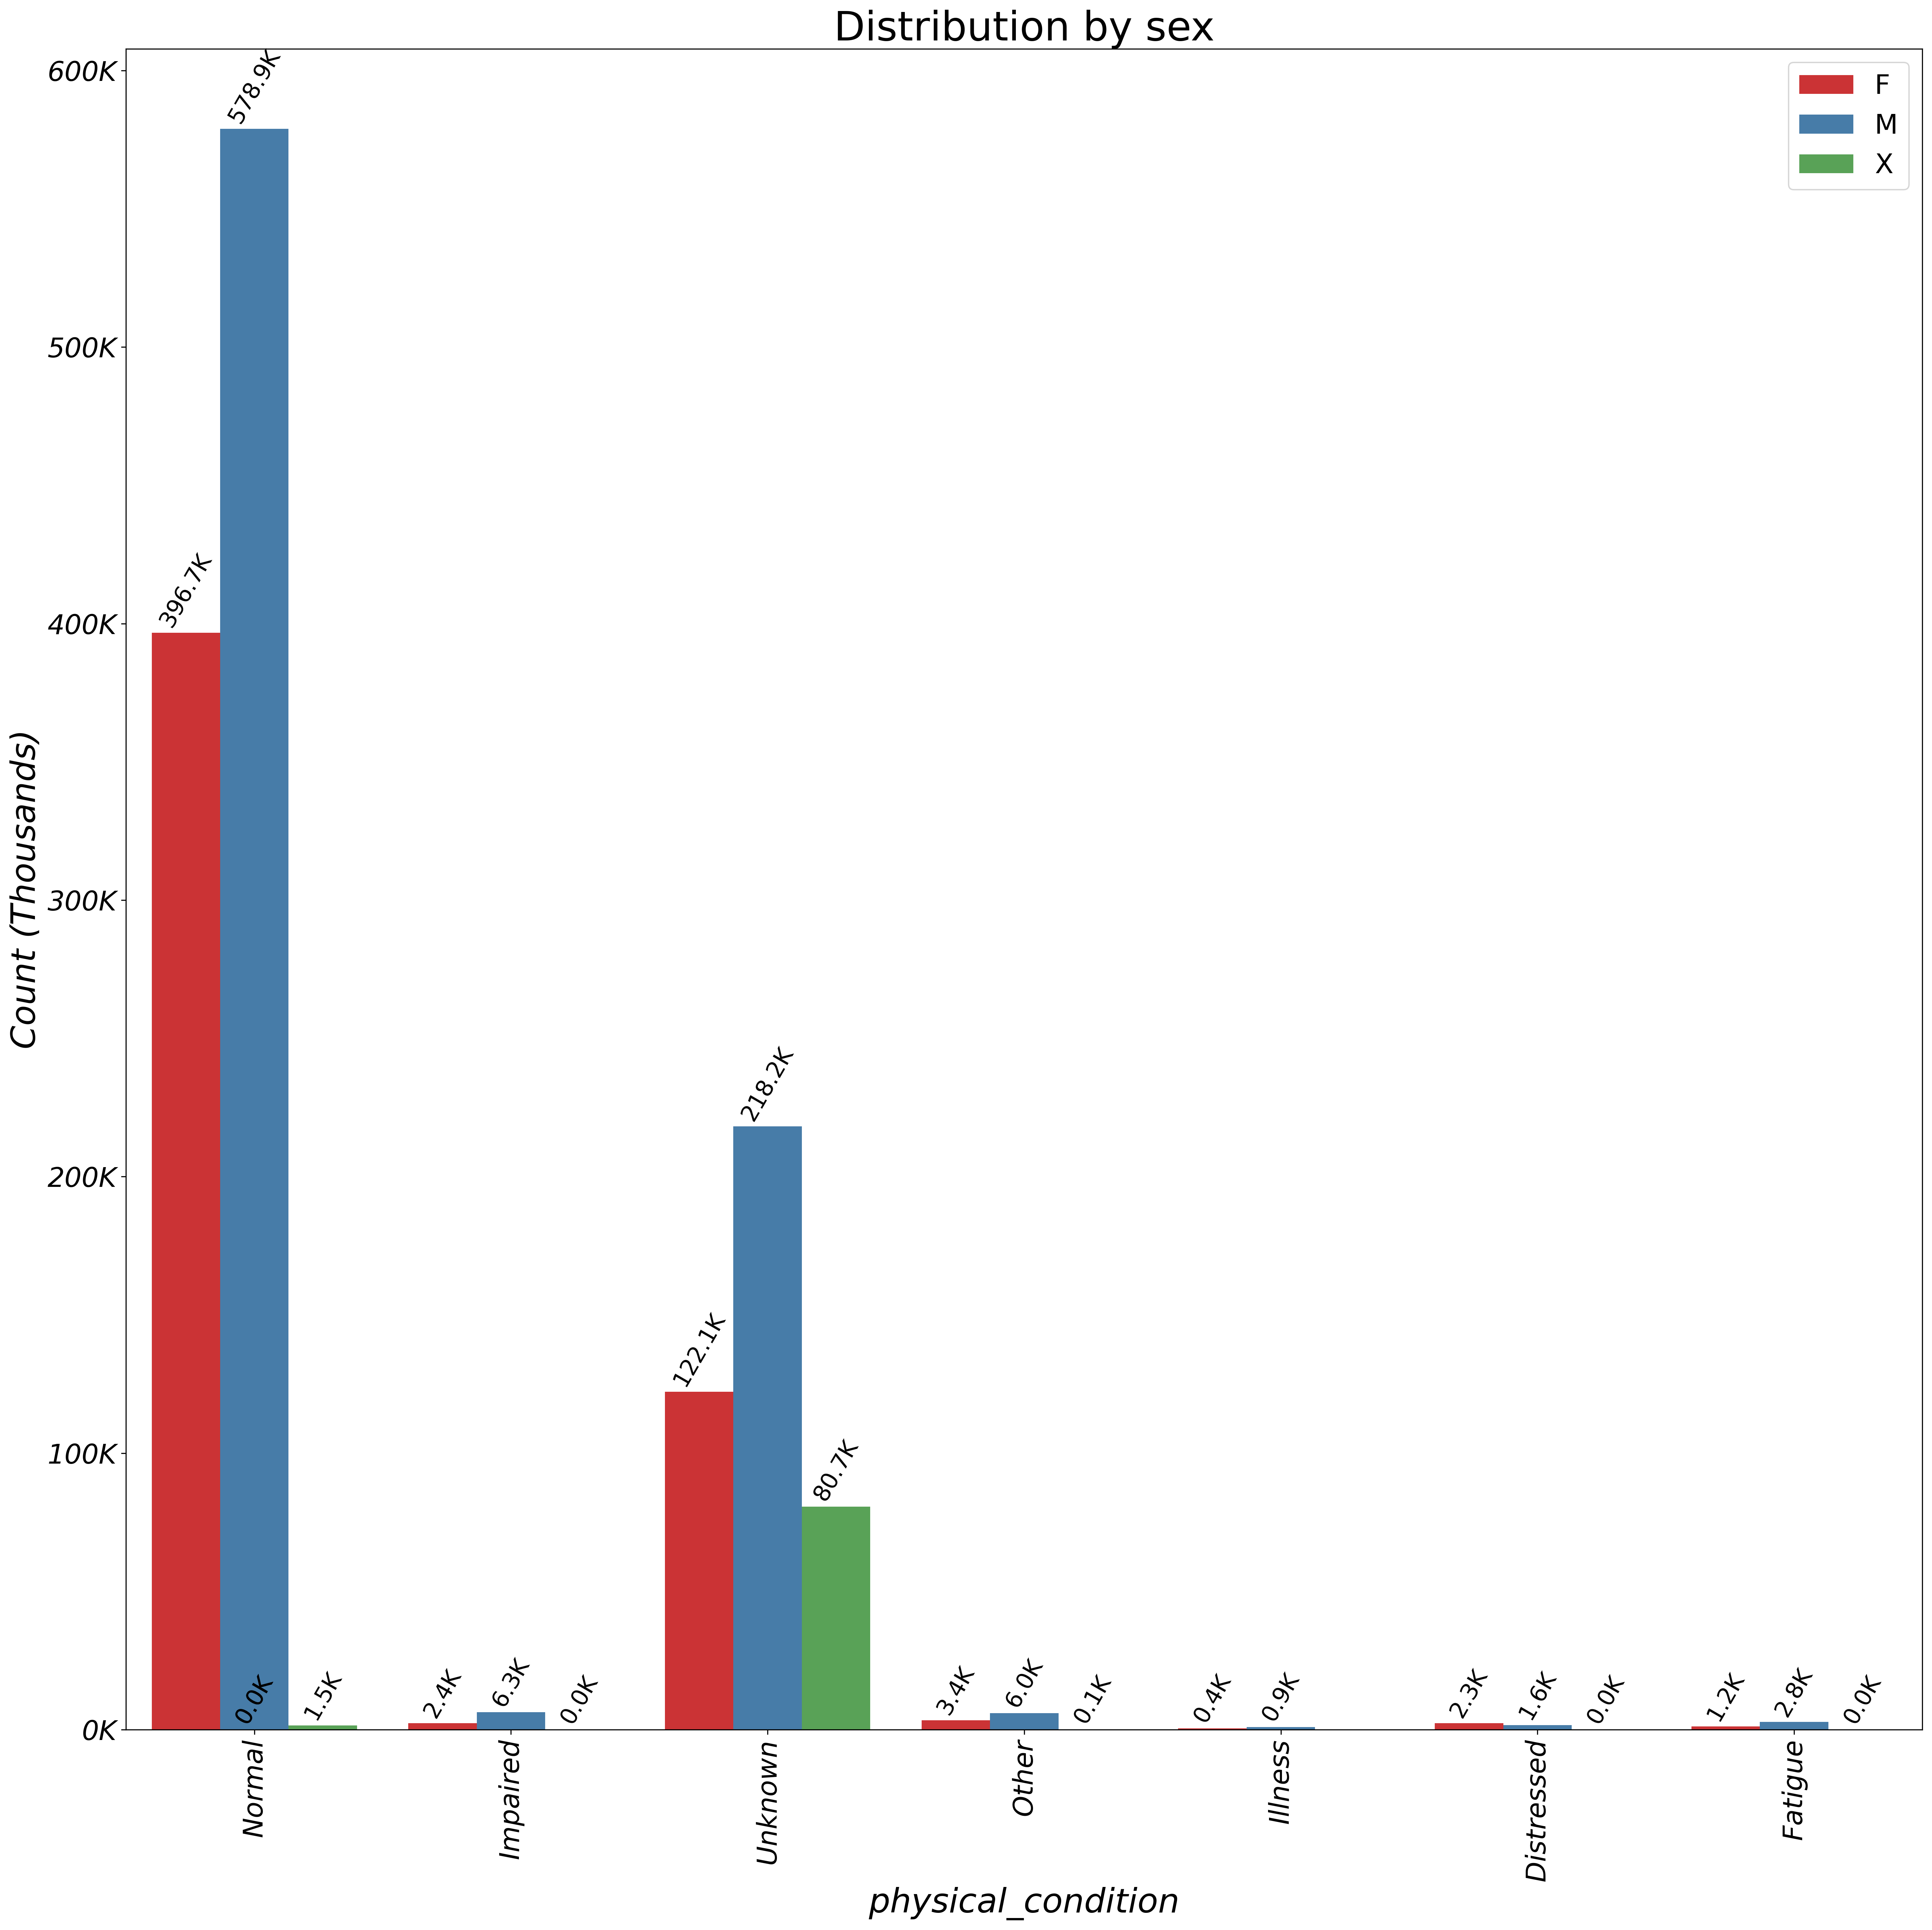 Distribution by sex
F
M
X
Count (Thousands)
600K
500K
400K
300K
200K
100K
0K
396.7K
578.9K
0.0K
1.5K
2.4K
6.3K
0.0K
122.1K
218.2K
80.7K
3.4K
6.0K
0.1K
0.4K
0.9K
2.3K
1.6K
0.0K
1.2K
2.8K
0.0K
Normal
Impaired
Unknown
Other
Illness
Distressed
Fatigue
physical_condition